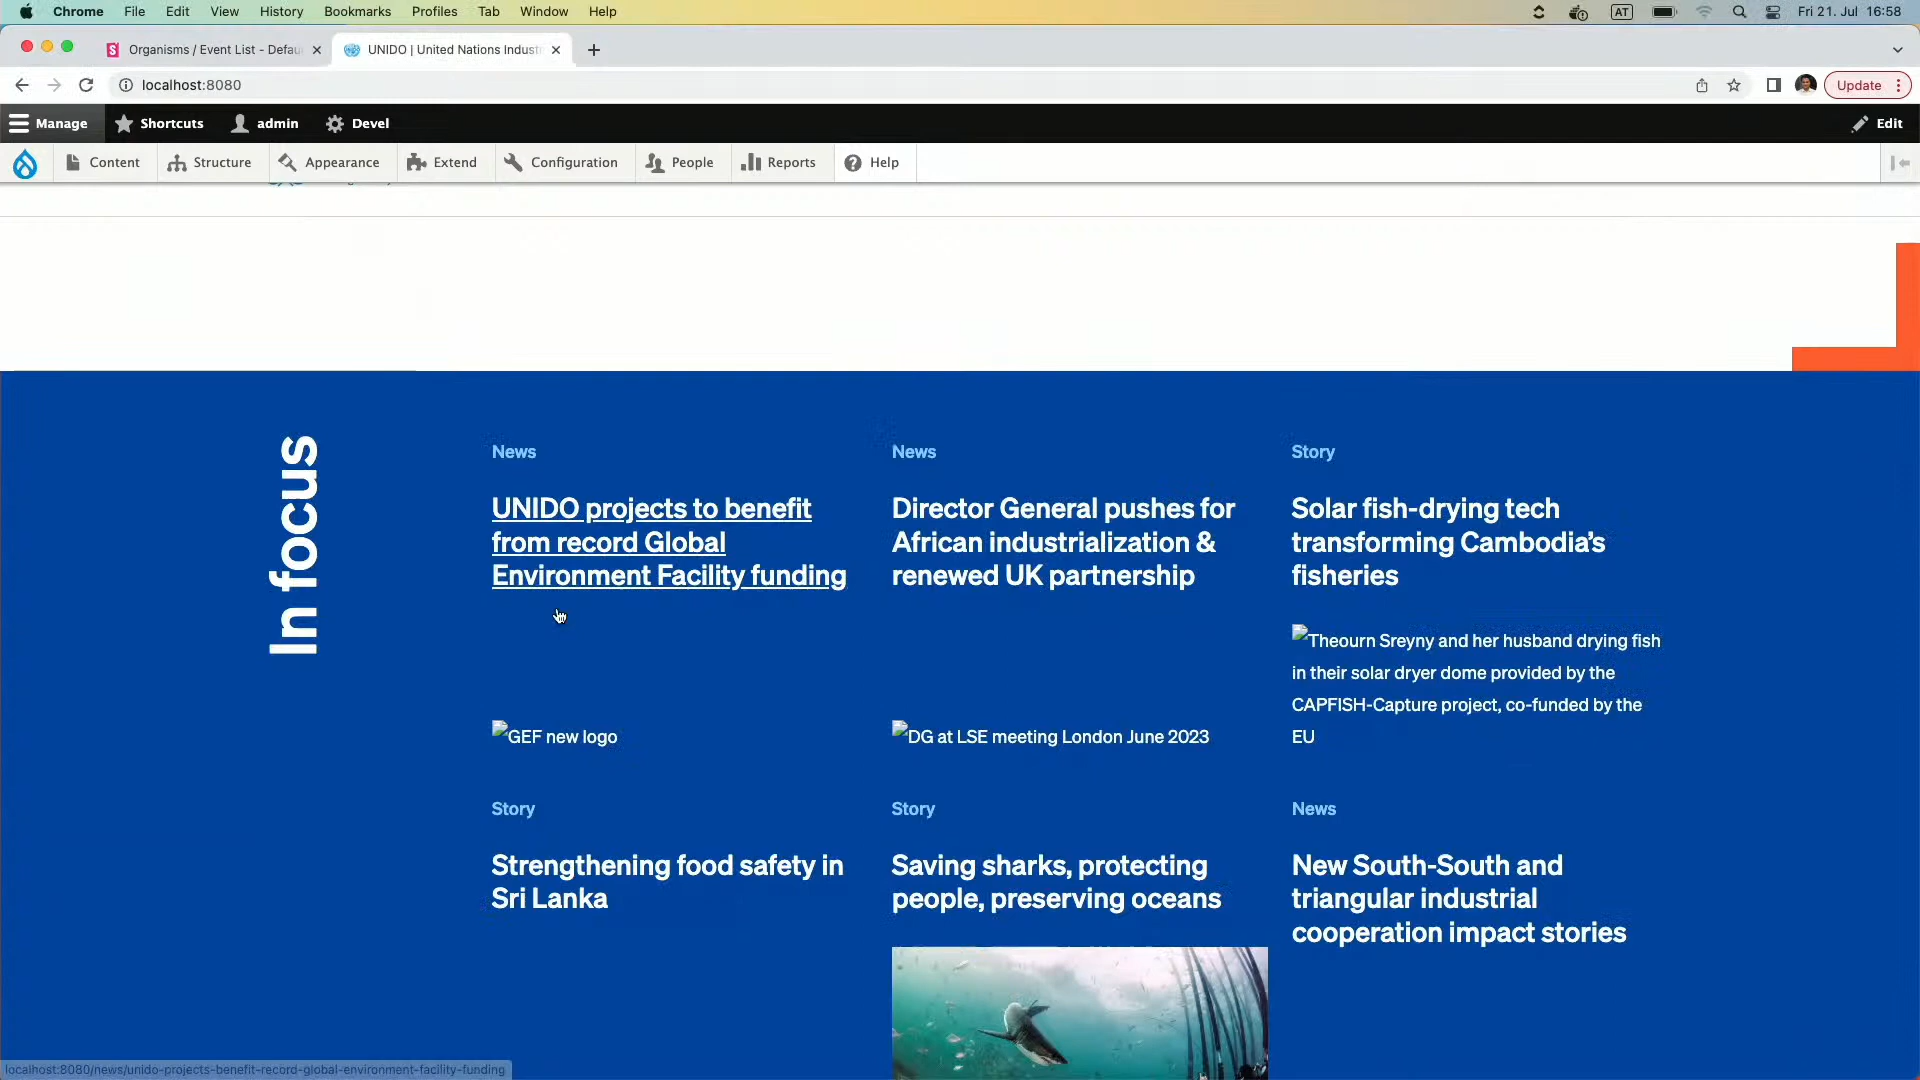 Chrome File Edit View History Bookmarks Profiles Tab Window Help AT Fri 21. Jul 16:58
Organisms / Event List - Defau UNIDO | United Nations Indust
localhost:8080 Update
Manage Shortcuts admin Devel Edit
Content Structure Appearance Extend Configuration People Reports Help
In focus
News
UNIDO projects to benefit
from record Global
Environment Facility funding
GEF new logo
News
Director General pushes for
African industrialization &
renewed UK partnership
DG at LSE meeting London June 2023
Story
Solar fish-drying tech
transforming Cambodia’s
fisheries
Theourn Sreyny and her husband drying fish
in their solar dryer dome provided by the
CAPFISH-Capture project, co-funded by the
EU
Story
Strengthening food safety in
Sri Lanka
Story
Saving sharks, protecting
people, preserving oceans
News
New South-South and
triangular industrial
cooperation impact stories
localhost:8080/news/unido-projects-benefit-record-global-environment-facility-funding